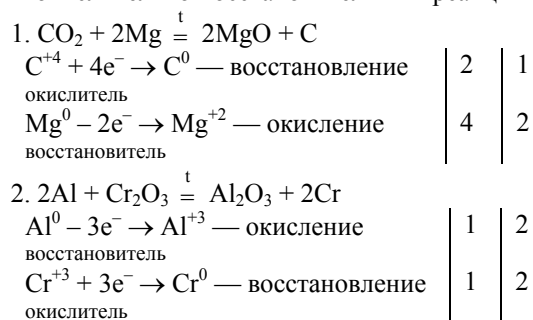 1. CO₂ + 2Mg =ᵗ 2MgO + C
C⁺⁴ + 4e⁻ → C⁰ — восстановление | 2 | 1
окислитель
Mg⁰ – 2e⁻ → Mg⁺² — окисление | 4 | 2
восстановитель
2. 2Al + Cr₂O₃ =ᵗ Al₂O₃ + 2Cr
Al⁰ – 3e⁻ → Al⁺³ — окисление | 1 | 2
восстановитель
Cr⁺³ + 3e⁻ → Cr⁰ — восстановление | 1 | 2
окислитель